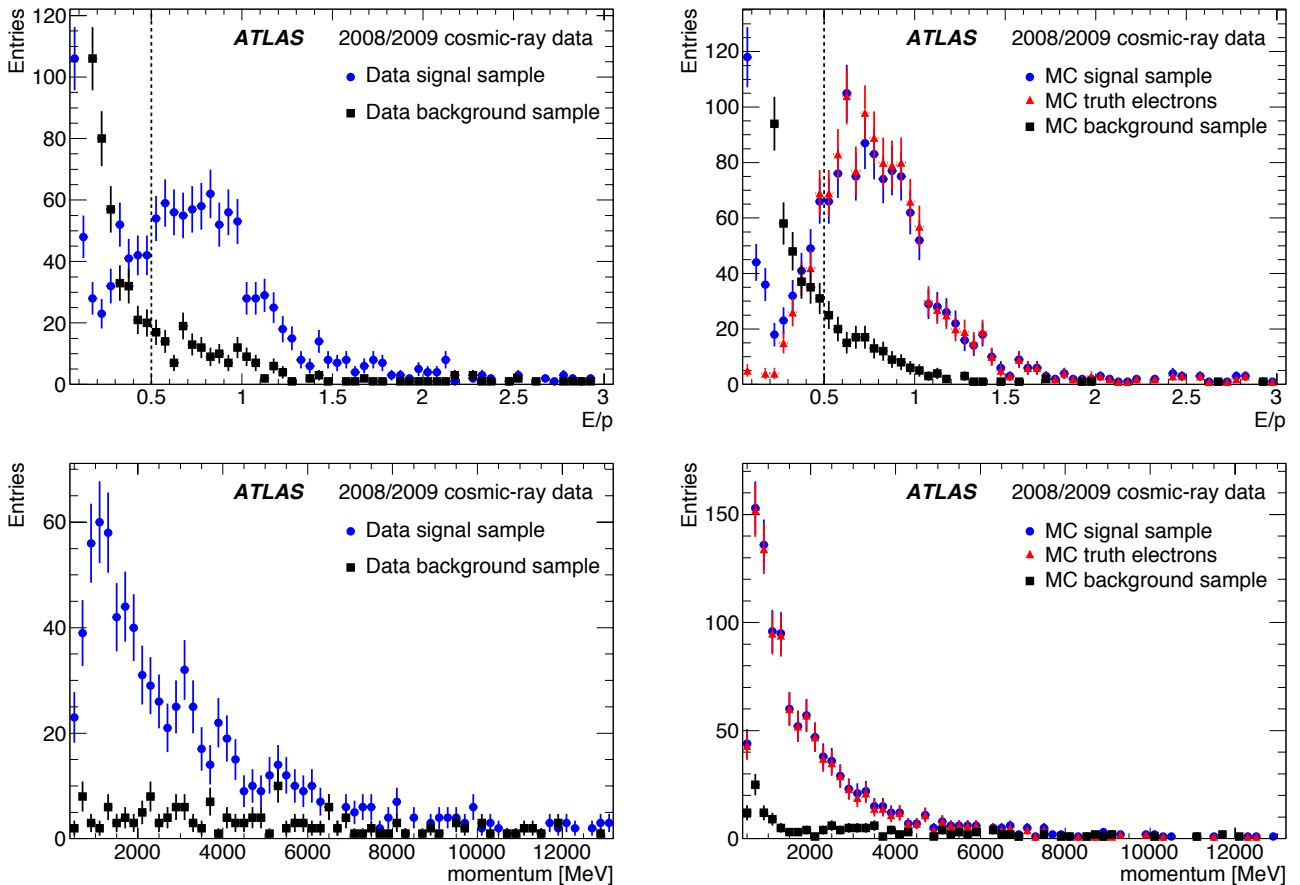 Entries
120
100
80
60
40
20
0
ATLAS 2008/2009 cosmic-ray data
Data signal sample
Data background sample
0.5 1 1.5 2 2.5 3
E/p
Entries
120
100
80
60
40
20
0
ATLAS 2008/2009 cosmic-ray data
MC signal sample
MC truth electrons
MC background sample
0.5 1 1.5 2 2.5 3
E/p
Entries
60
40
20
0
ATLAS 2008/2009 cosmic-ray data
Data signal sample
Data background sample
2000 4000 6000 8000 10000 12000
momentum [MeV]
Entries
150
100
50
0
ATLAS 2008/2009 cosmic-ray data
MC signal sample
MC truth electrons
MC background sample
2000 4000 6000 8000 10000 12000
momentum [MeV]